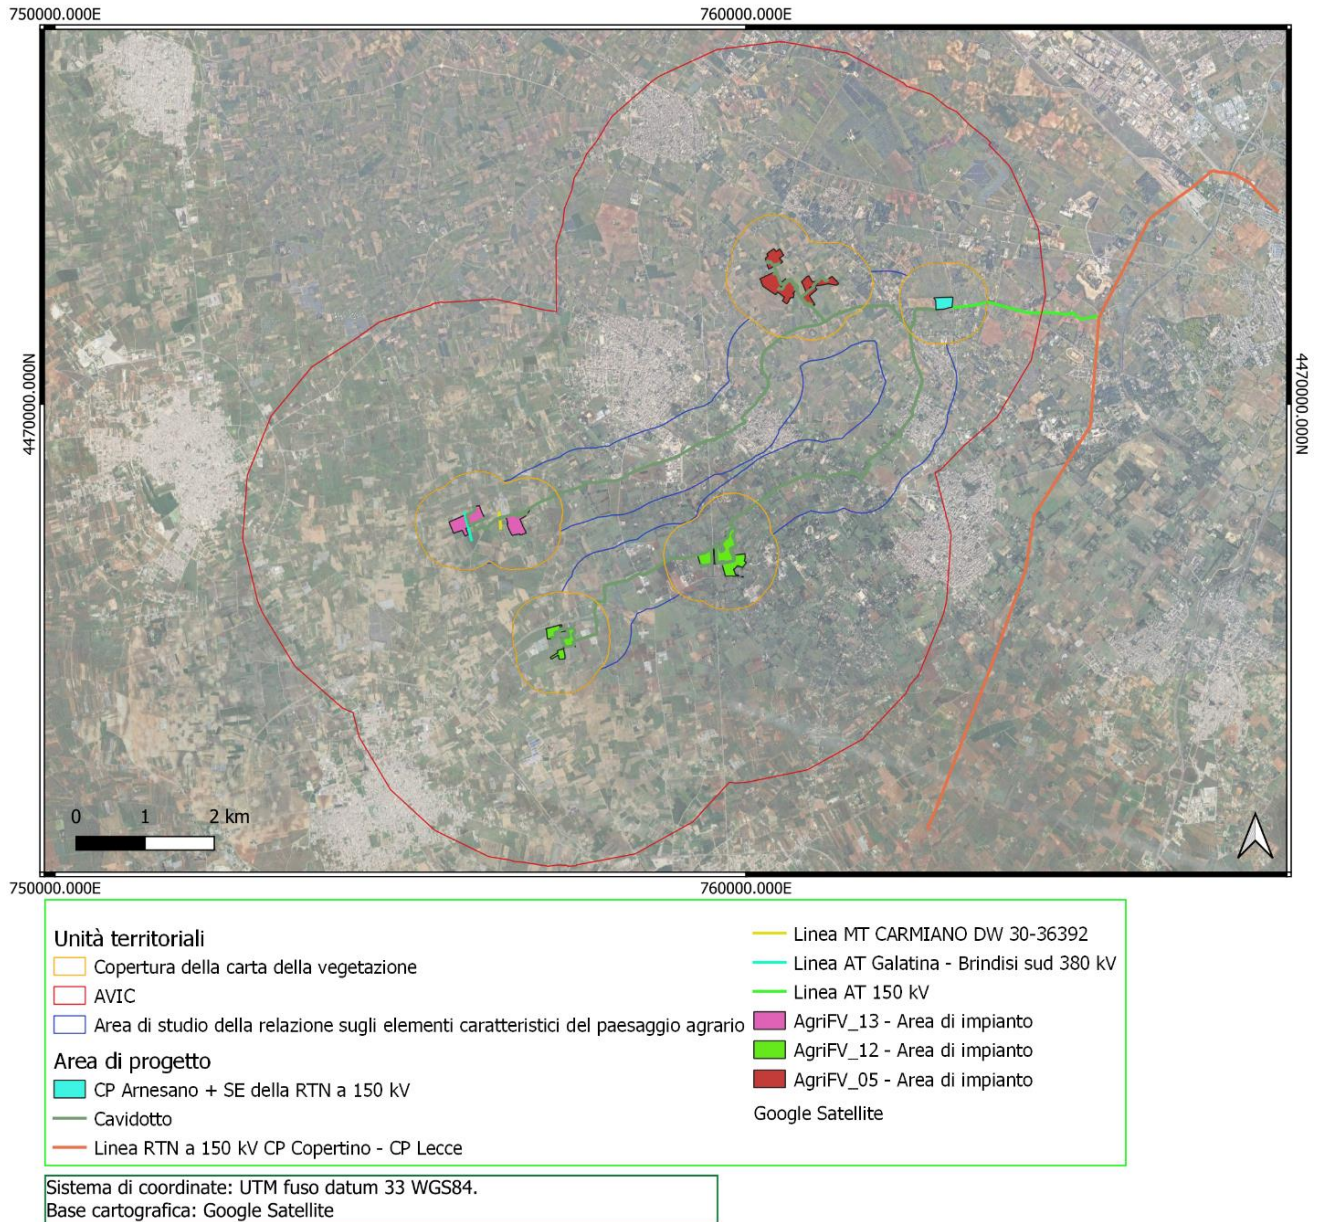 750000.000E
760000.000E
4470000.000N
4470000.000N
0 1 2 km
750000.000E
760000.000E
Unità territoriali
Copertura della carta della vegetazione
AVIC
Area di studio della relazione sugli elementi caratteristici del paesaggio agrario
Area di progetto
CP Arnesano + SE della RTN a 150 kV
Cavidotto
Linea RTN a 150 kV CP Copertino - CP Lecce
Linea MT CARMIANO DW 30-36392
Linea AT Galatina - Brindisi sud 380 kV
Linea AT 150 kV
AgriFV_13 - Area di impianto
AgriFV_12 - Area di impianto
AgriFV_05 - Area di impianto
Google Satellite
Sistema di coordinate: UTM fuso datum 33 WGS84.
Base cartografica: Google Satellite